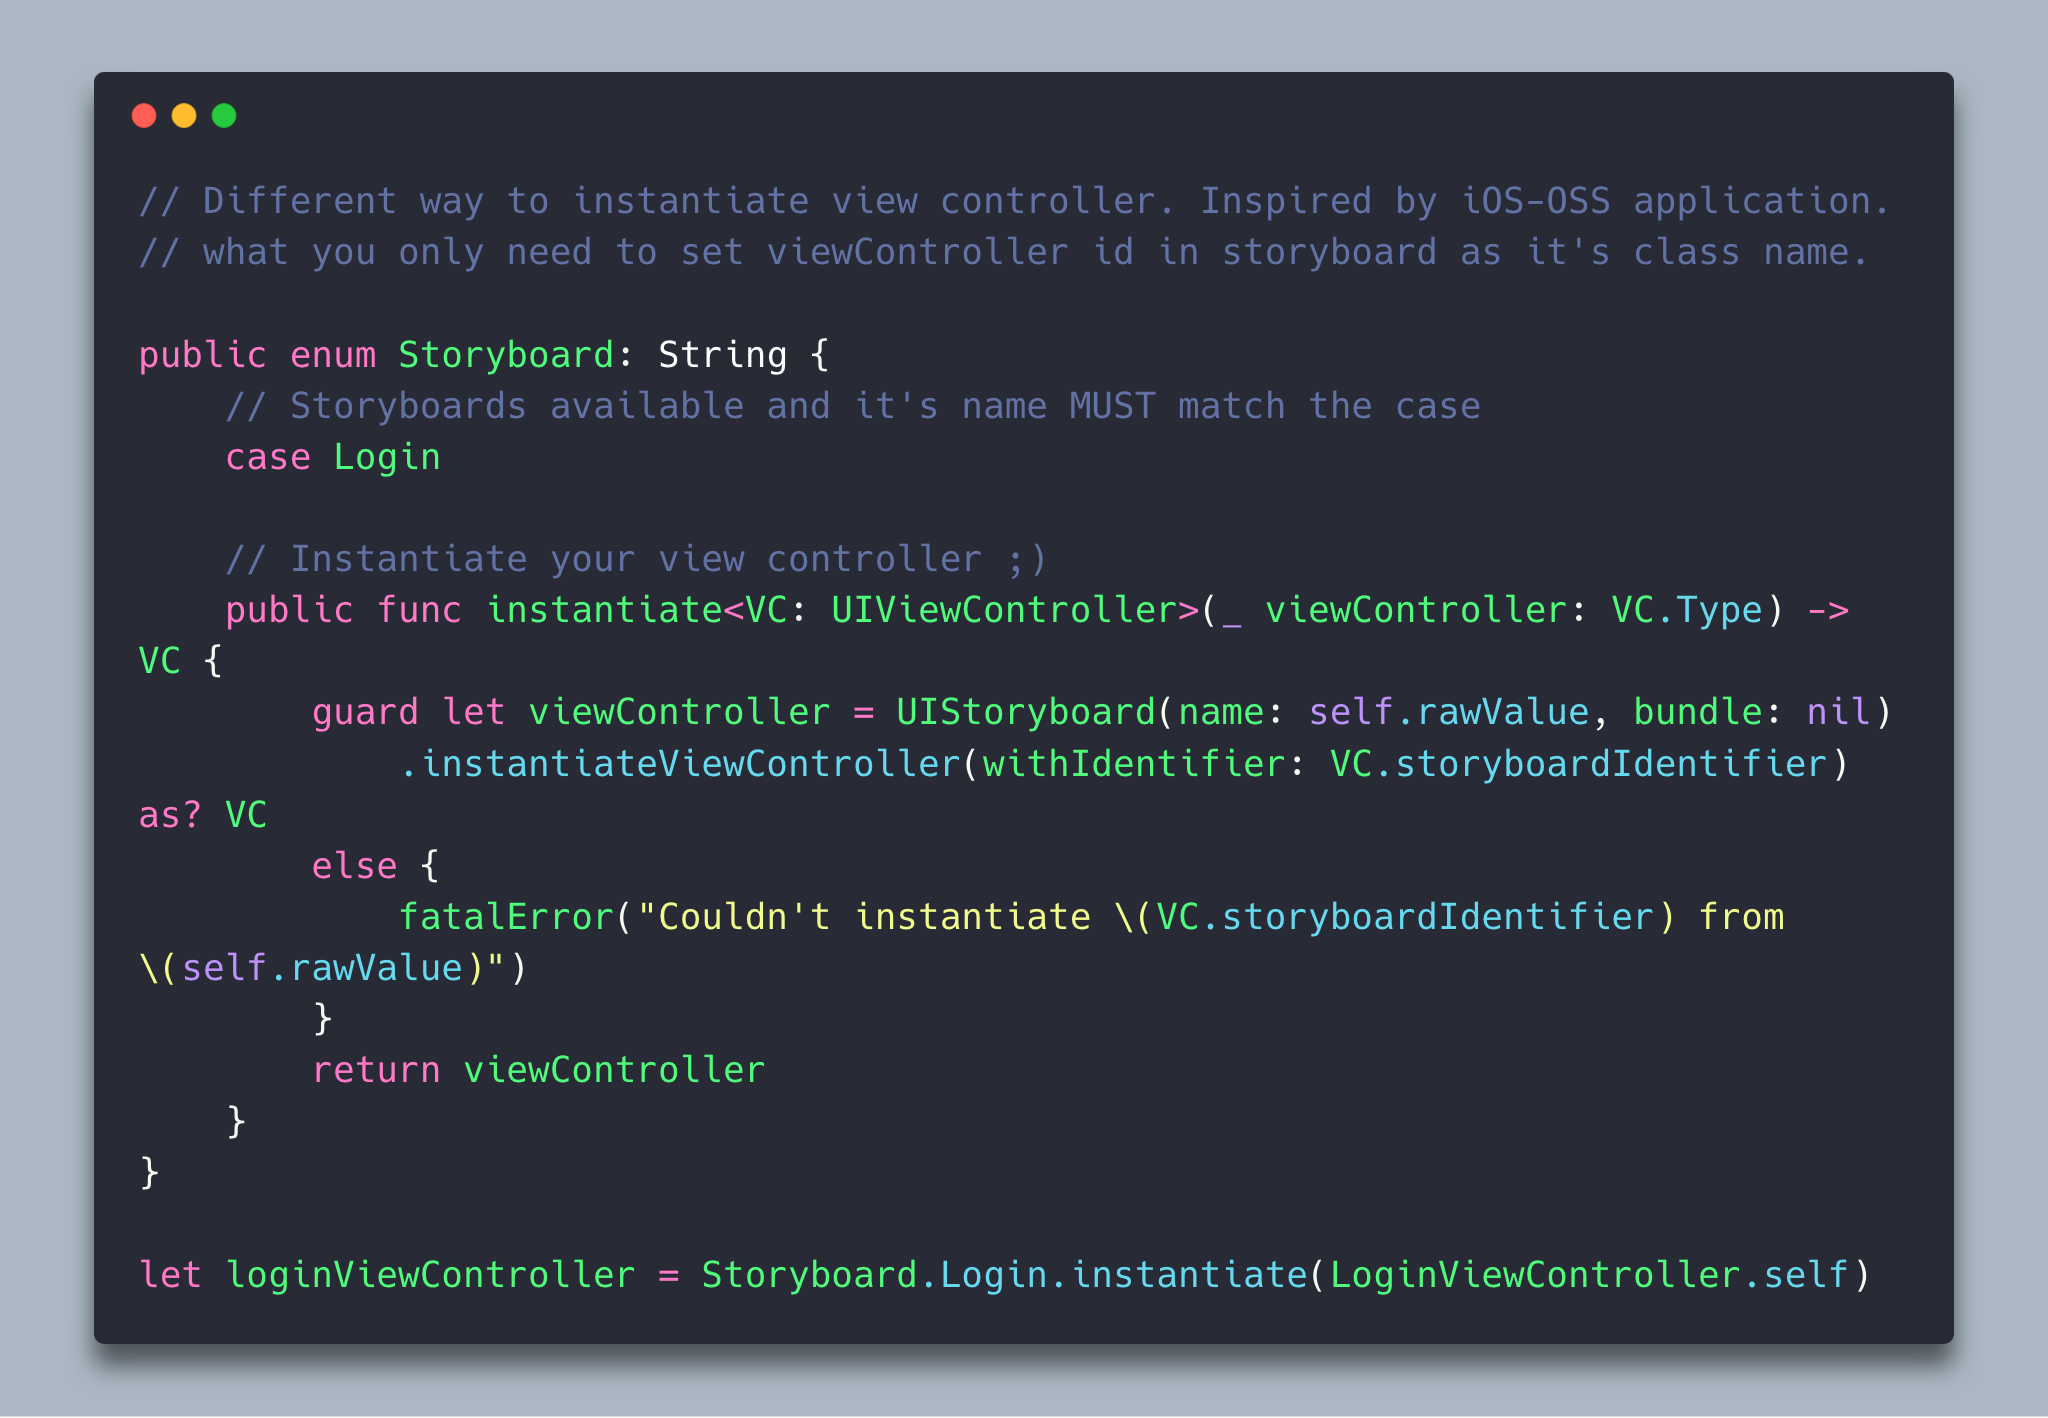 // Different way to instantiate view controller. Inspired by iOS-OSS application.
// what you only need to set viewController id in storyboard as it's class name.

public enum Storyboard: String {
    // Storyboards available and it's name MUST match the case
    case Login

    // Instantiate your view controller ;)
    public func instantiate<VC: UIViewController>(_ viewController: VC.Type) ->
VC {
        guard let viewController = UIStoryboard(name: self.rawValue, bundle: nil)
            .instantiateViewController(withIdentifier: VC.storyboardIdentifier)
as? VC
        else {
            fatalError("Couldn't instantiate \(VC.storyboardIdentifier) from
\(self.rawValue)")
        }
        return viewController
    }
}

let loginViewController = Storyboard.Login.instantiate(LoginViewController.self)